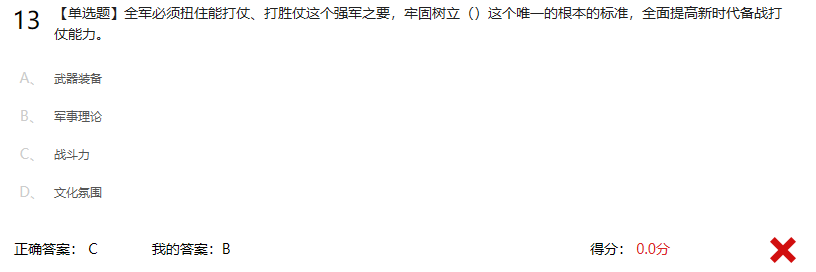 13 【单选题】全军必须扭住能打仗、打胜仗这个强军之要，牢固树立（）这个唯一的根本的标准，全面提高新时代备战打
仗能力。
A、 武器装备
B、 军事理论
C、 战斗力
D、 文化氛围
正确答案： C 我的答案：B 得分： 0.0分